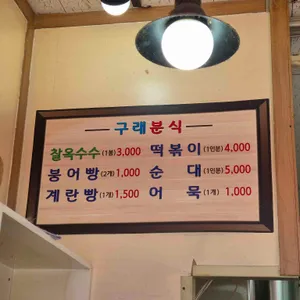 구래분식
찰옥수수(1봉)3,000 떡볶이(1인분)4,000
붕어빵(2개)1,000 순대(1인분)5,000
계란빵(1개)1,500 어묵(1개)1,000